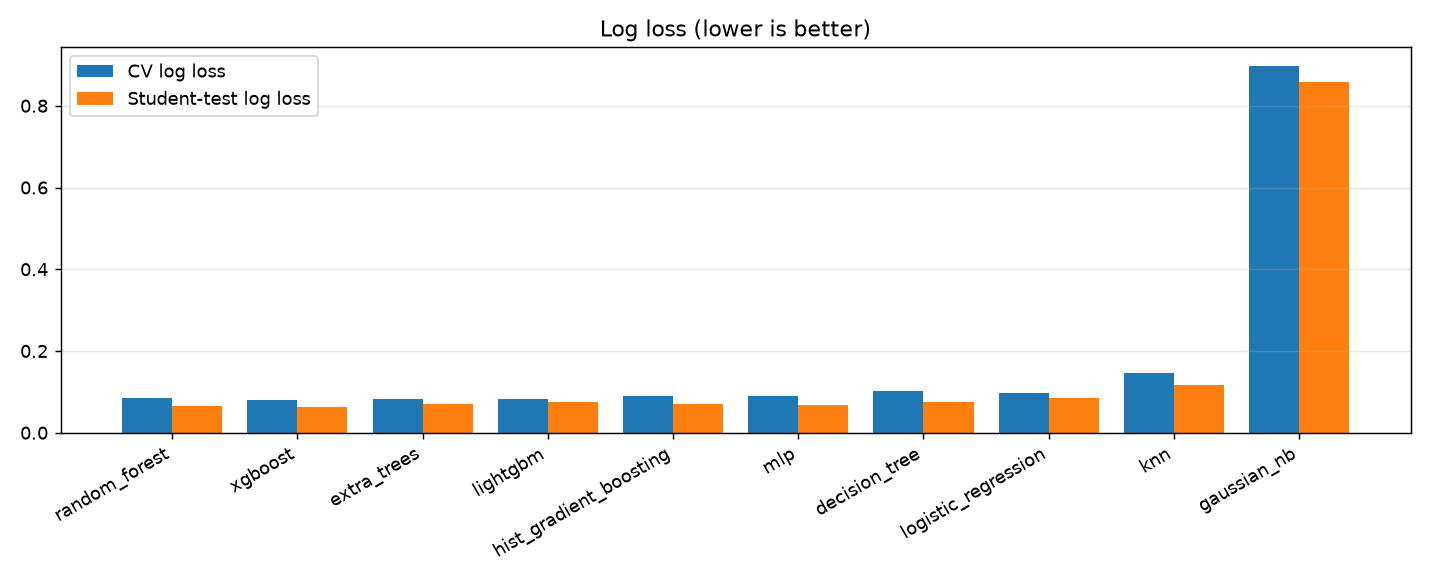 Log loss (lower is better)
CV log loss
Student-test log loss
0.8
0.6
0.4
0.2
0.0
random_forest
xgboost
extra_trees
lightgbm
hist_gradient_boosting
mlp
decision_tree
logistic_regression
knn
gaussian_nb